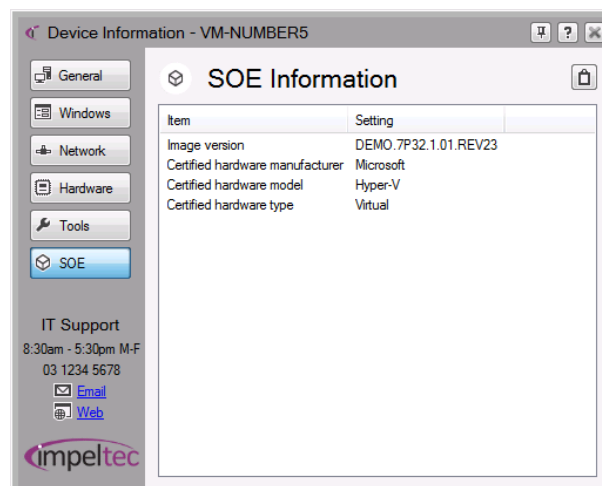 Device Information - VM-NUMBER5
?
General
Windows
Network
Hardware
Tools
SOE
IT Support
8:30am - 5:30pm M-F
03 1234 5678
Email
Web
impeltec
SOE Information
Item Setting
Image version DEMO.7P32.1.01.REV23
Certified hardware manufacturer Microsoft
Certified hardware model Hyper-V
Certified hardware type Virtual